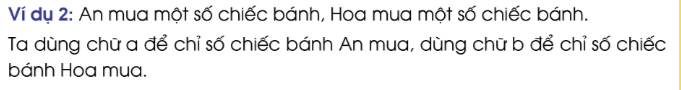 Ví dụ 2: An mua một số chiếc bánh, Hoa mua một số chiếc bánh.
Ta dùng chữ a để chỉ số chiếc bánh An mua, dùng chữ b để chỉ số chiếc
bánh Hoa mua.